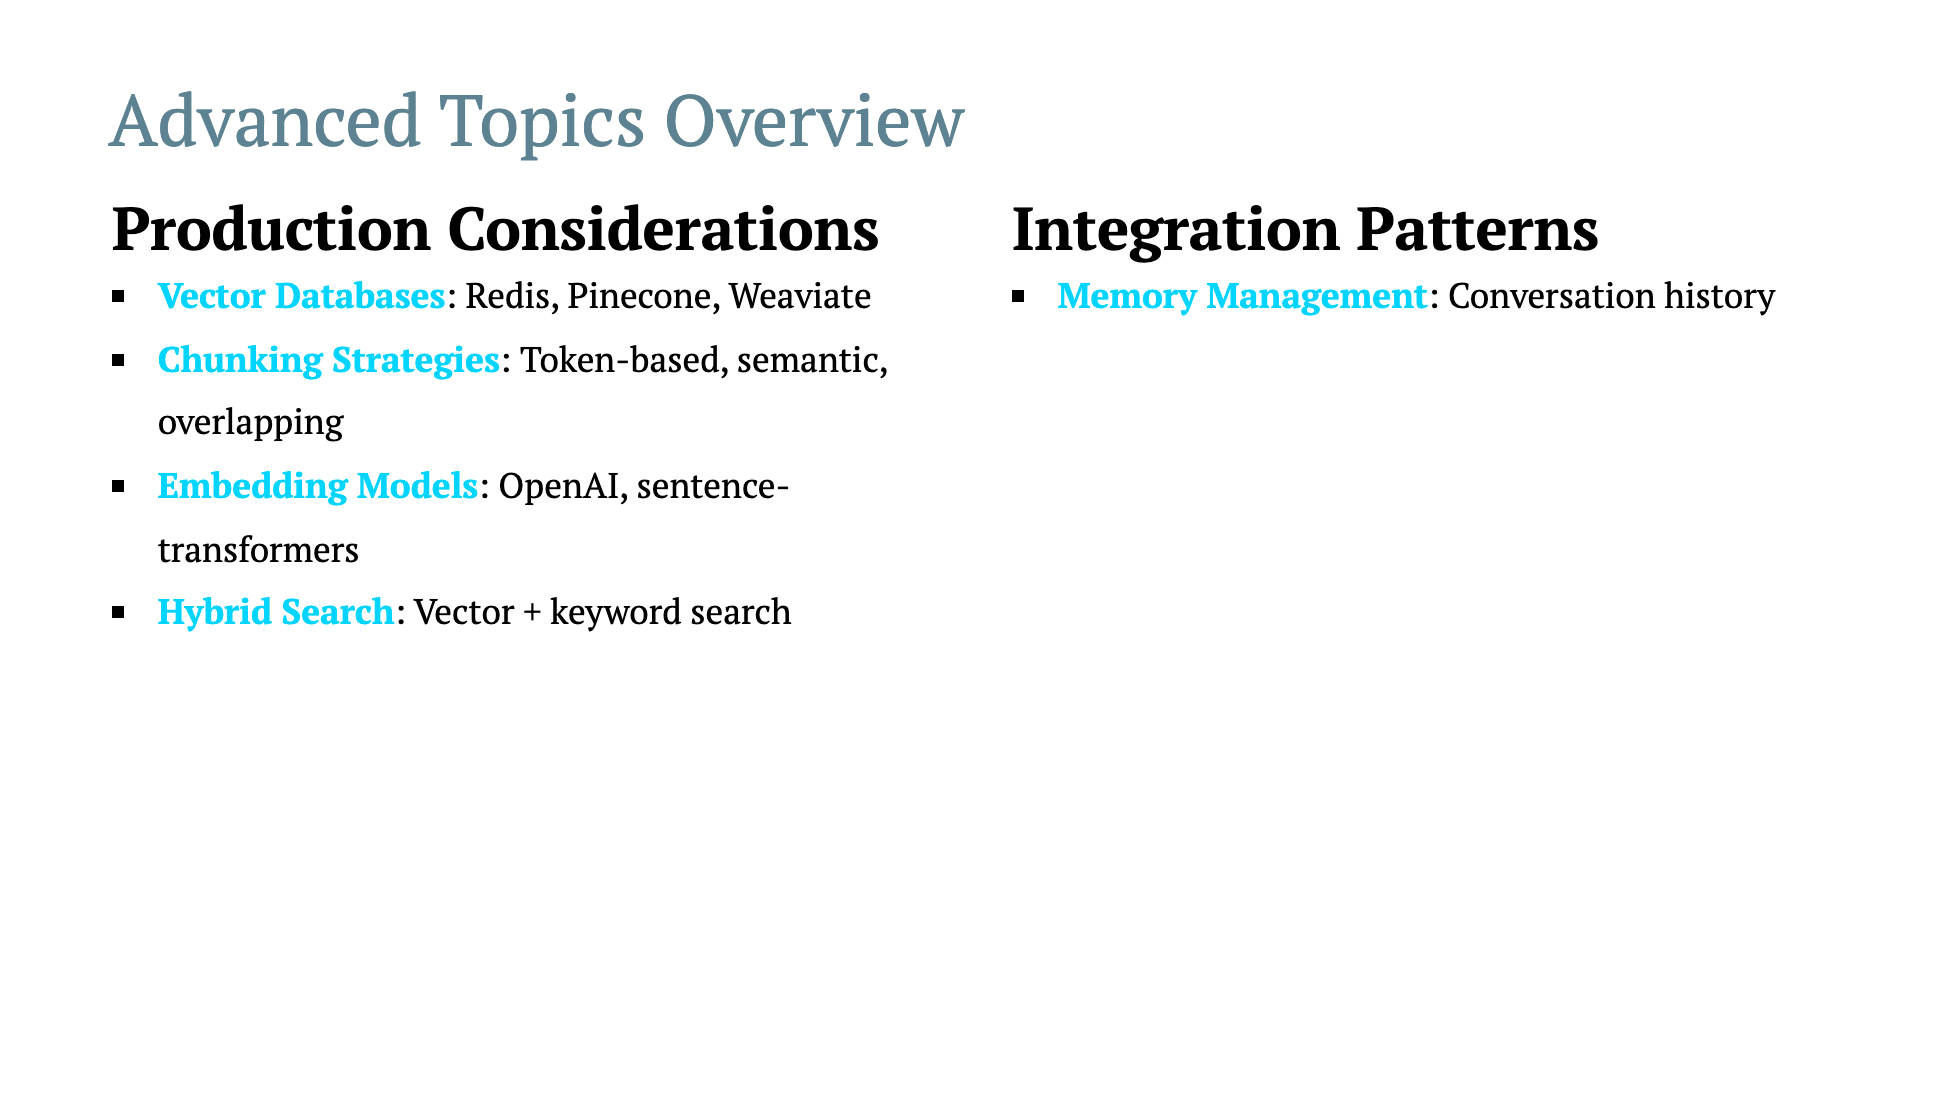 Advanced Topics Overview
Production Considerations
▪ Vector Databases: Redis, Pinecone, Weaviate
▪ Chunking Strategies: Token-based, semantic,
overlapping
▪ Embedding Models: OpenAI, sentence-
transformers
▪ Hybrid Search: Vector + keyword search
Integration Patterns
▪ Memory Management: Conversation history